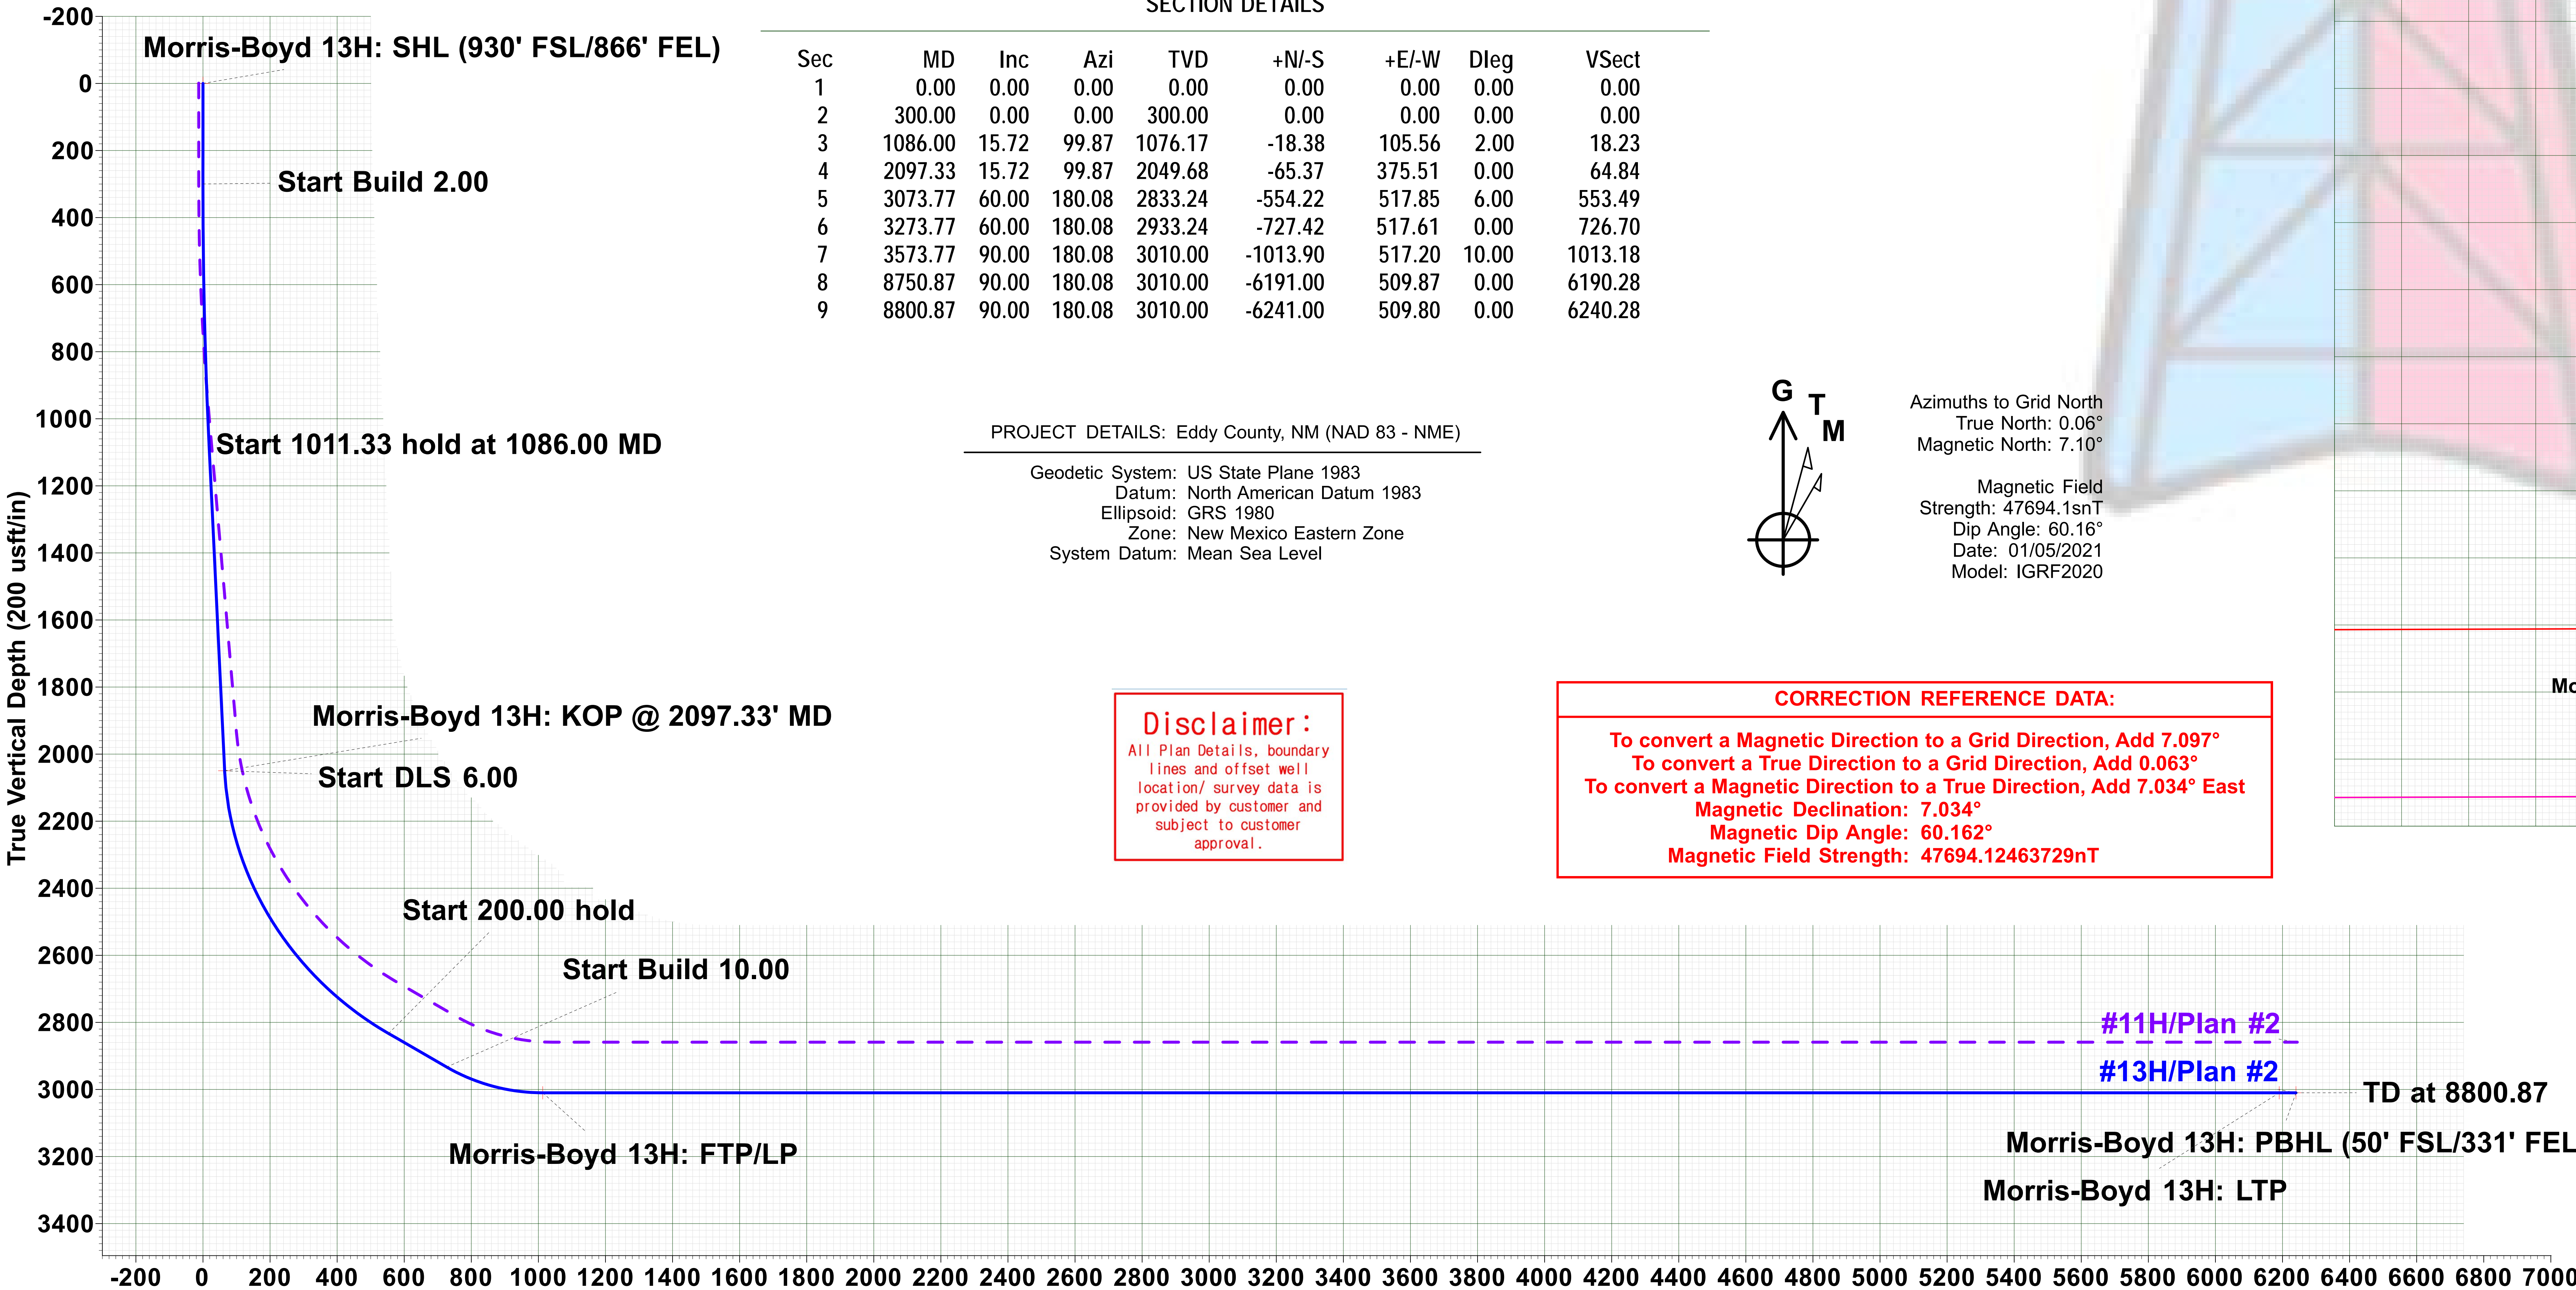 SECTION DETAILS
Sec MD Inc Azi TVD +N/-S +E/-W Dleg VSect
1 0.00 0.00 0.00 0.00 0.00 0.00 0.00 0.00
2 300.00 0.00 0.00 300.00 0.00 0.00 0.00 0.00
3 1086.00 15.72 99.87 1076.17 -18.38 105.56 2.00 18.23
4 2097.33 15.72 99.87 2049.68 -65.37 375.51 0.00 64.84
5 3073.77 60.00 180.08 2833.24 -554.22 517.85 6.00 553.49
6 3273.77 60.00 180.08 2933.24 -727.42 517.61 0.00 726.70
7 3573.77 90.00 180.08 3010.00 -1013.90 517.20 10.00 1013.18
8 8750.87 90.00 180.08 3010.00 -6191.00 509.87 0.00 6190.28
9 8800.87 90.00 180.08 3010.00 -6241.00 509.80 0.00 6240.28
PROJECT DETAILS: Eddy County, NM (NAD 83 - NME)
Geodetic System: US State Plane 1983
Datum: North American Datum 1983
Ellipsoid: GRS 1980
Zone: New Mexico Eastern Zone
System Datum: Mean Sea Level
G
T
M
Azimuths to Grid North
True North: 0.06°
Magnetic North: 7.10°
Magnetic Field
Strength: 47694.1snT
Dip Angle: 60.16°
Date: 01/05/2021
Model: IGRF2020
Disclaimer:
All Plan Details, boundary
lines and offset well
location/ survey data is
provided by customer and
subject to customer
approval.
CORRECTION REFERENCE DATA:
To convert a Magnetic Direction to a Grid Direction, Add 7.097°
To convert a True Direction to a Grid Direction, Add 0.063°
To convert a Magnetic Direction to a True Direction, Add 7.034° East
Magnetic Declination: 7.034°
Magnetic Dip Angle: 60.162°
Magnetic Field Strength: 47694.12463729nT
Mo
True Vertical Depth (200 usft/in)
-200
0
200
400
600
800
1000
1200
1400
1600
1800
2000
2200
2400
2600
2800
3000
3200
3400
Morris-Boyd 13H: SHL (930' FSL/866' FEL)
Start Build 2.00
Start 1011.33 hold at 1086.00 MD
Morris-Boyd 13H: KOP @ 2097.33' MD
Start DLS 6.00
Start 200.00 hold
Start Build 10.00
Morris-Boyd 13H: FTP/LP
#11H/Plan #2
#13H/Plan #2
TD at 8800.87
Morris-Boyd 13H: PBHL (50' FSL/331' FEL
Morris-Boyd 13H: LTP
-200 0 200 400 600 800 1000 1200 1400 1600 1800 2000 2200 2400 2600 2800 3000 3200 3400 3600 3800 4000 4200 4400 4600 4800 5000 5200 5400 5600 5800 6000 6200 6400 6600 6800 7000